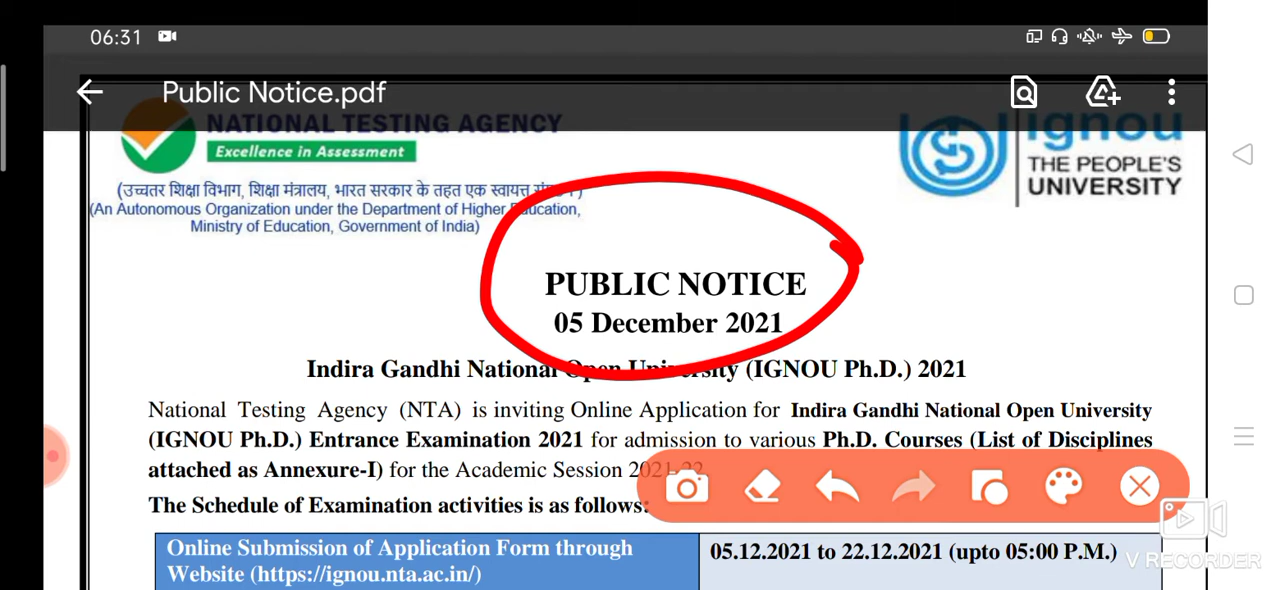 06:31
Public Notice.pdf
NATIONAL TESTING AGENCY
Excellence in Assessment
ignou
THE PEOPLE'S
UNIVERSITY
(उच्चतर शिक्षा विभाग, शिक्षा मंत्रालय, भारत सरकार के तहत एक स्वायत्त
(An Autonomous Organization under the Department of Higher Education,
Ministry of Education, Government of India)
PUBLIC NOTICE
05 December 2021
Indira Gandhi National Open University (IGNOU Ph.D.) 2021
National Testing Agency (NTA) is inviting Online Application for Indira Gandhi National Open University
(IGNOU Ph.D.) Entrance Examination 2021 for admission to various Ph.D. Courses (List of Disciplines
attached as Annexure-I) for the Academic Session 2021-22
The Schedule of Examination activities is as follows:
Online Submission of Application Form through
Website (https://ignou.nta.ac.in/)
05.12.2021 to 22.12.2021 (upto 05:00 P.M.)
V RECORDER